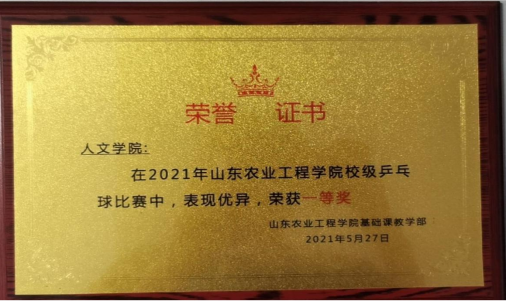 荣誉 证书
人文学院：
在2021年山东农业工程学院校级乒乓
球比赛中，表现优异，荣获一等奖
山东农业工程学院基础课教学部
2021年5月27日